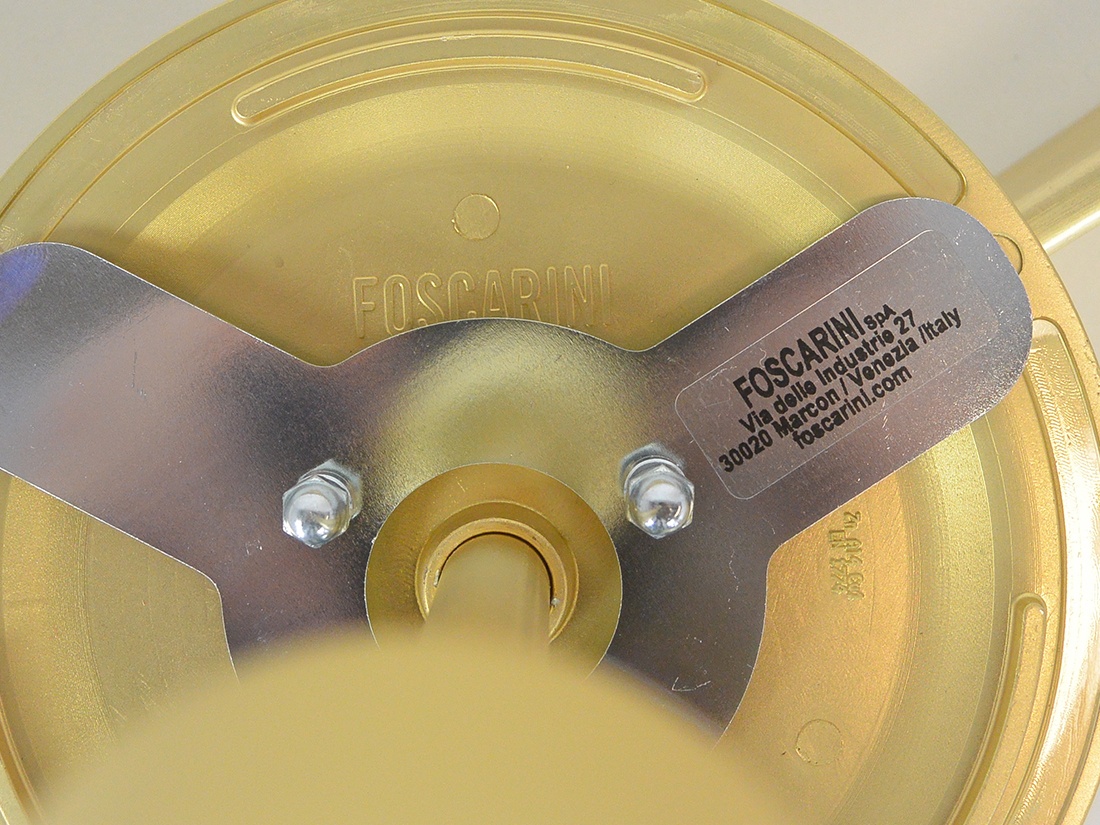 FOSCARINI
FOSCARINI SpA
Via delle Industrie 27
30020 Marcon / Venezia /Italy
foscarini.com